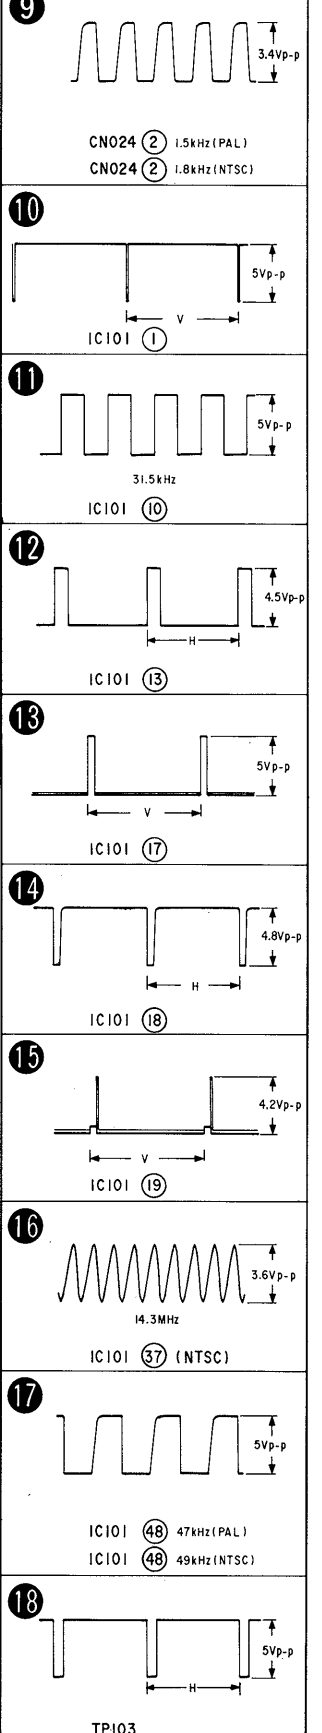 9
3.4Vp-p
CN024 2 1.5kHz(PAL)
CN024 2 1.8kHz(NTSC)
10
5Vp-p
V
IC101 1
11
5Vp-p
31.5kHz
IC101 10
12
4.5Vp-p
H
IC101 13
13
5Vp-p
V
IC101 17
14
4.8Vp-p
H
IC101 18
15
4.2Vp-p
V
IC101 19
16
3.6Vp-p
14.3MHz
IC101 37 (NTSC)
17
5Vp-p
IC101 48 47kHz(PAL)
IC101 48 49kHz(NTSC)
18
5Vp-p
H
TP103